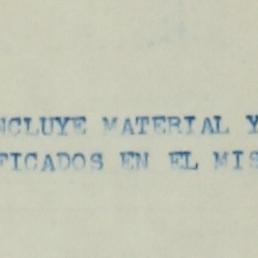 NCLUYE MATERIAL Y
FICADOS EN EL MIS